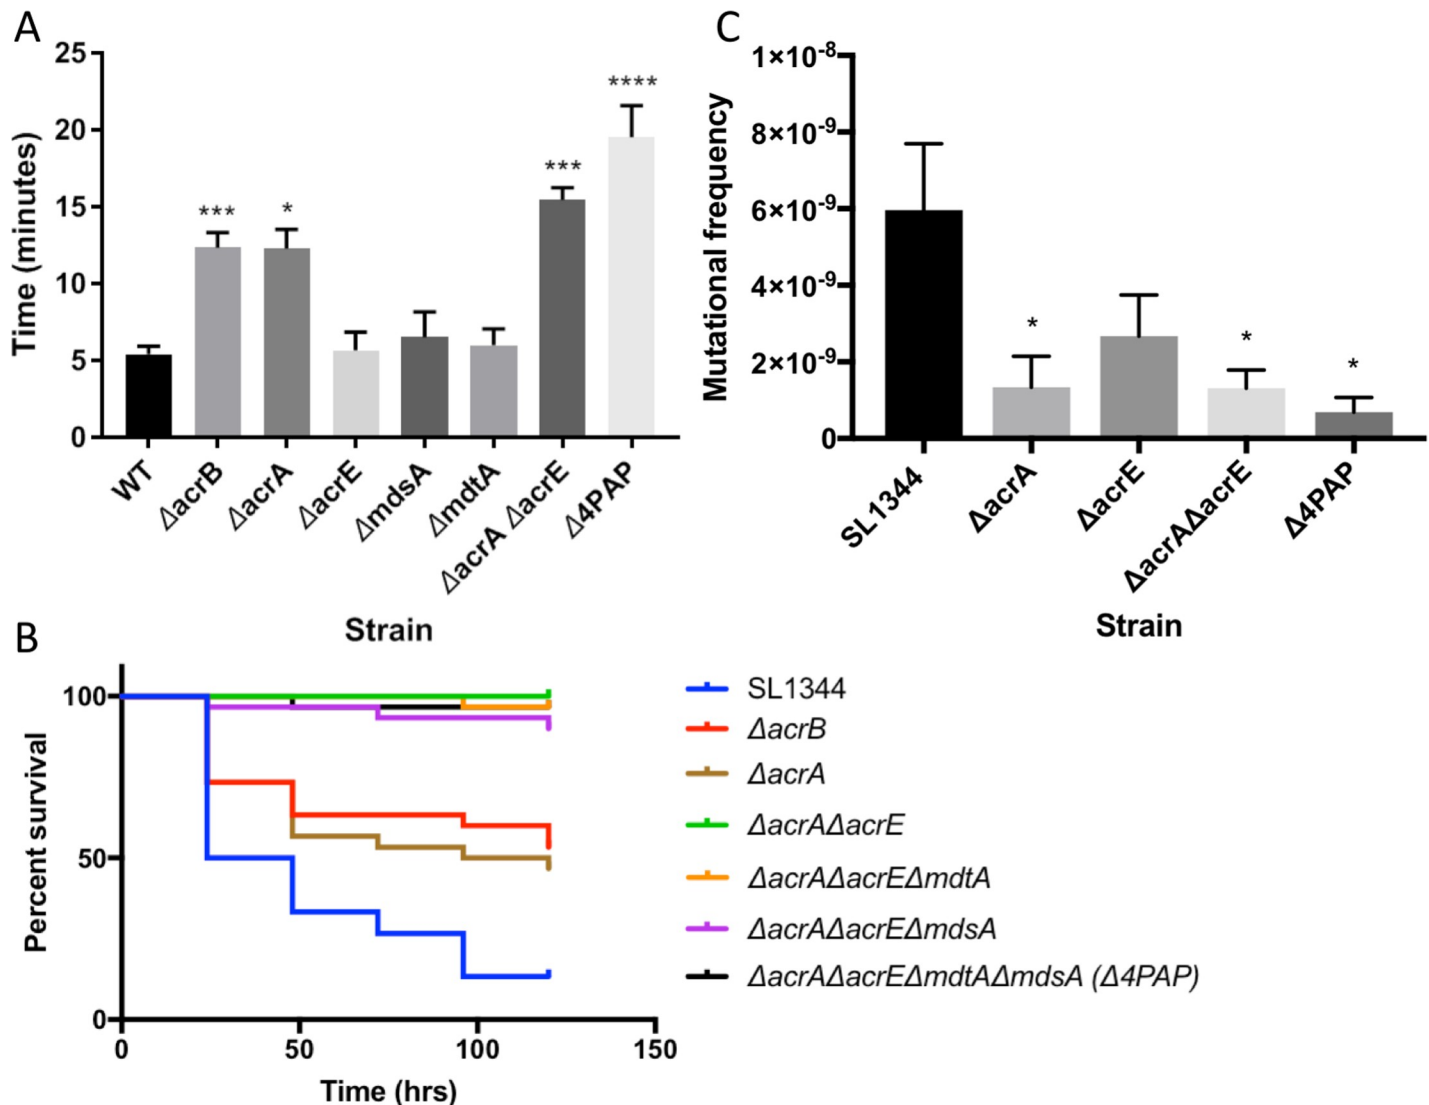 A
25
20
15
10
5
0
Time (minutes)
***
*
***
****
WT
ΔacrB
ΔacrA
ΔacrE
ΔmdsA
ΔmdtA
ΔacrA ΔacrE
Δ4PAP
Strain
C
1×10-8
8×10-9
6×10-9
4×10-9
2×10-9
0
Mutational frequency
*
*
*
SL1344
ΔacrA
ΔacrE
ΔacrAΔacrE
Δ4PAP
Strain
B
100
50
0
Percent survival
0
50
100
150
Time (hrs)
SL1344
ΔacrB
ΔacrA
ΔacrAΔacrE
ΔacrAΔacrEΔmdtA
ΔacrAΔacrEΔmdsA
ΔacrAΔacrEΔmdtAΔmdsA (Δ4PAP)